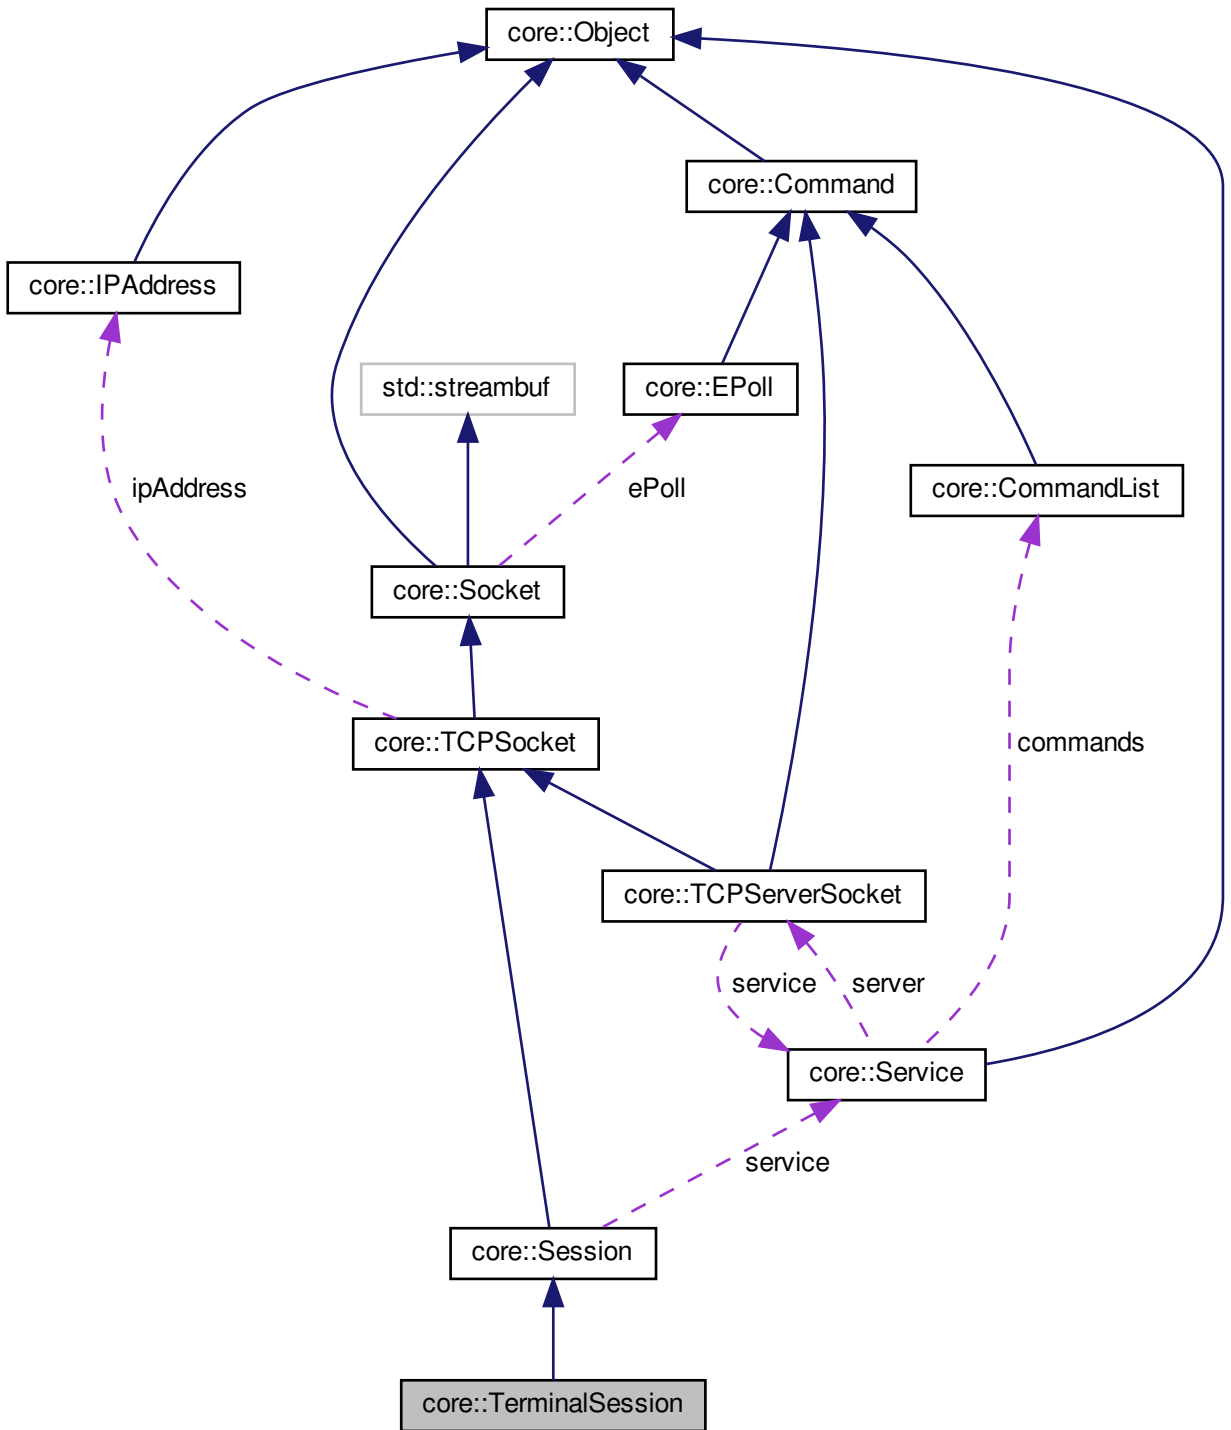 core::Object
core::Command
core::IPAddress
std::streambuf
core::EPoll
core::CommandList
ipAddress
ePoll
core::Socket
core::TCPSocket
commands
core::TCPServerSocket
service
server
core::Service
service
core::Session
core::TerminalSession